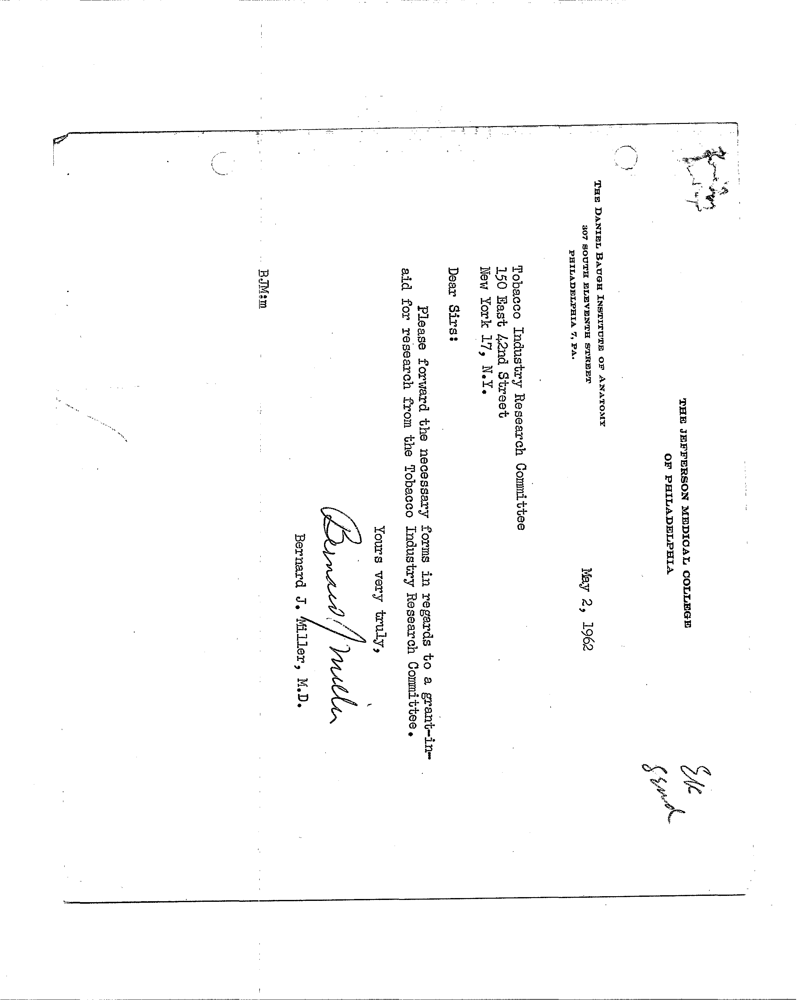 THE JEFFERSON MEDICAL COLLEGE
OF PHILADELPHIA
THE DANIEL BAUGH INSTITUTE OF ANATOMY
307 SOUTH ELEVENTH STREET
PHILADELPHIA 7, PA.
May 2, 1962
Tobacco Industry Research Committee
150 East 42nd Street
New York 17, N.Y.
Dear Sirs:
Please forward the necessary forms in regards to a grant-in-
aid for research from the Tobacco Industry Research Committee.
Yours very truly,
Bernard J Miller
Bernard J. Miller, M.D.
BJM:m